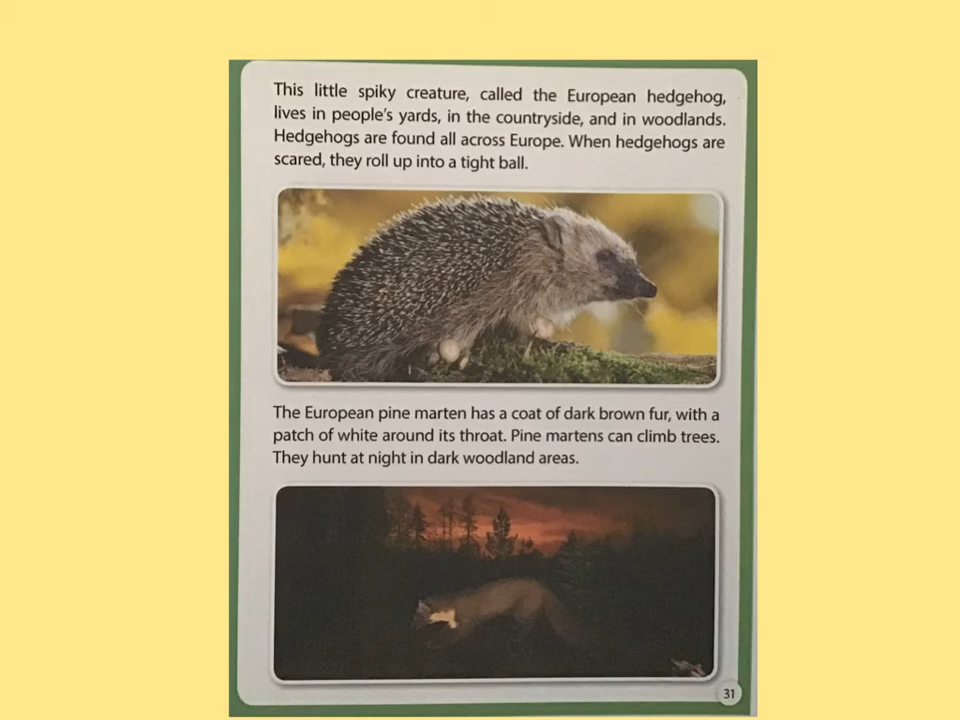 This little spiky creature, called the European hedgehog,
lives in people's yards, in the countryside, and in woodlands.
Hedgehogs are found all across Europe. When hedgehogs are
scared, they roll up into a tight ball.
The European pine marten has a coat of dark brown fur, with a
patch of white around its throat. Pine martens can climb trees.
They hunt at night in dark woodland areas.
31